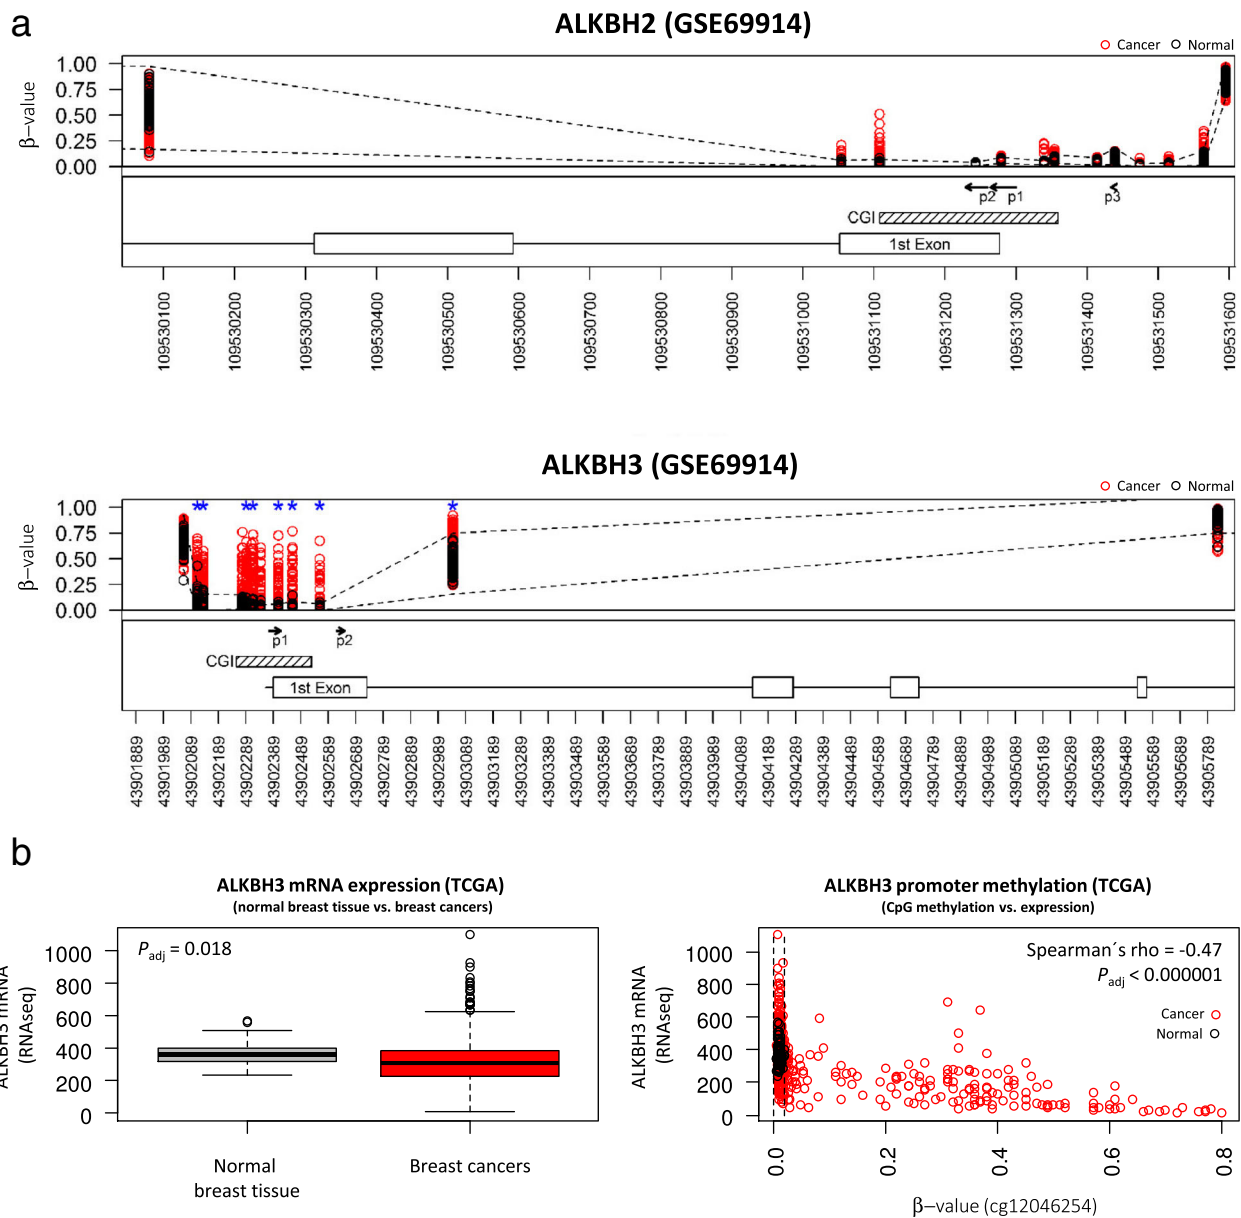 a
ALKBH2 (GSE69914)
Cancer Normal
β−value
1.00
0.75
0.50
0.25
0.00
p2 p1 p3
CGI
1st Exon
109530100 109530200 109530300 109530400 109530500 109530600 109530700 109530800 109530900 109531000 109531100 109531200 109531300 109531400 109531500 109531600
ALKBH3 (GSE69914)
Cancer Normal
β−value
1.00
0.75
0.50
0.25
0.00
** ** * * * *
p1 p2
CGI
1st Exon
43901889 43901989 43902089 43902189 43902289 43902389 43902489 43902589 43902689 43902789 43902889 43902989 43903089 43903189 43903289 43903389 43903489 43903589 43903689 43903789 43903889 43903989 43904089 43904189 43904289 43904389 43904489 43904589 43904689 43904789 43904889 43904989 43905089 43905189 43905289 43905389 43905489 43905589 43905689 43905789
b
ALKBH3 mRNA expression (TCGA)
(normal breast tissue vs. breast cancers)
ALKBH3 mRNA
(RNAseq)
1000
800
600
400
200
0
Padj = 0.018
Normal
breast tissue
Breast cancers
ALKBH3 promoter methylation (TCGA)
(CpG methylation vs. expression)
ALKBH3 mRNA
(RNAseq)
1000
800
600
400
200
0
Spearman´s rho = -0.47
Padj < 0.000001
Cancer
Normal
0.0 0.2 0.4 0.6 0.8
β−value (cg12046254)